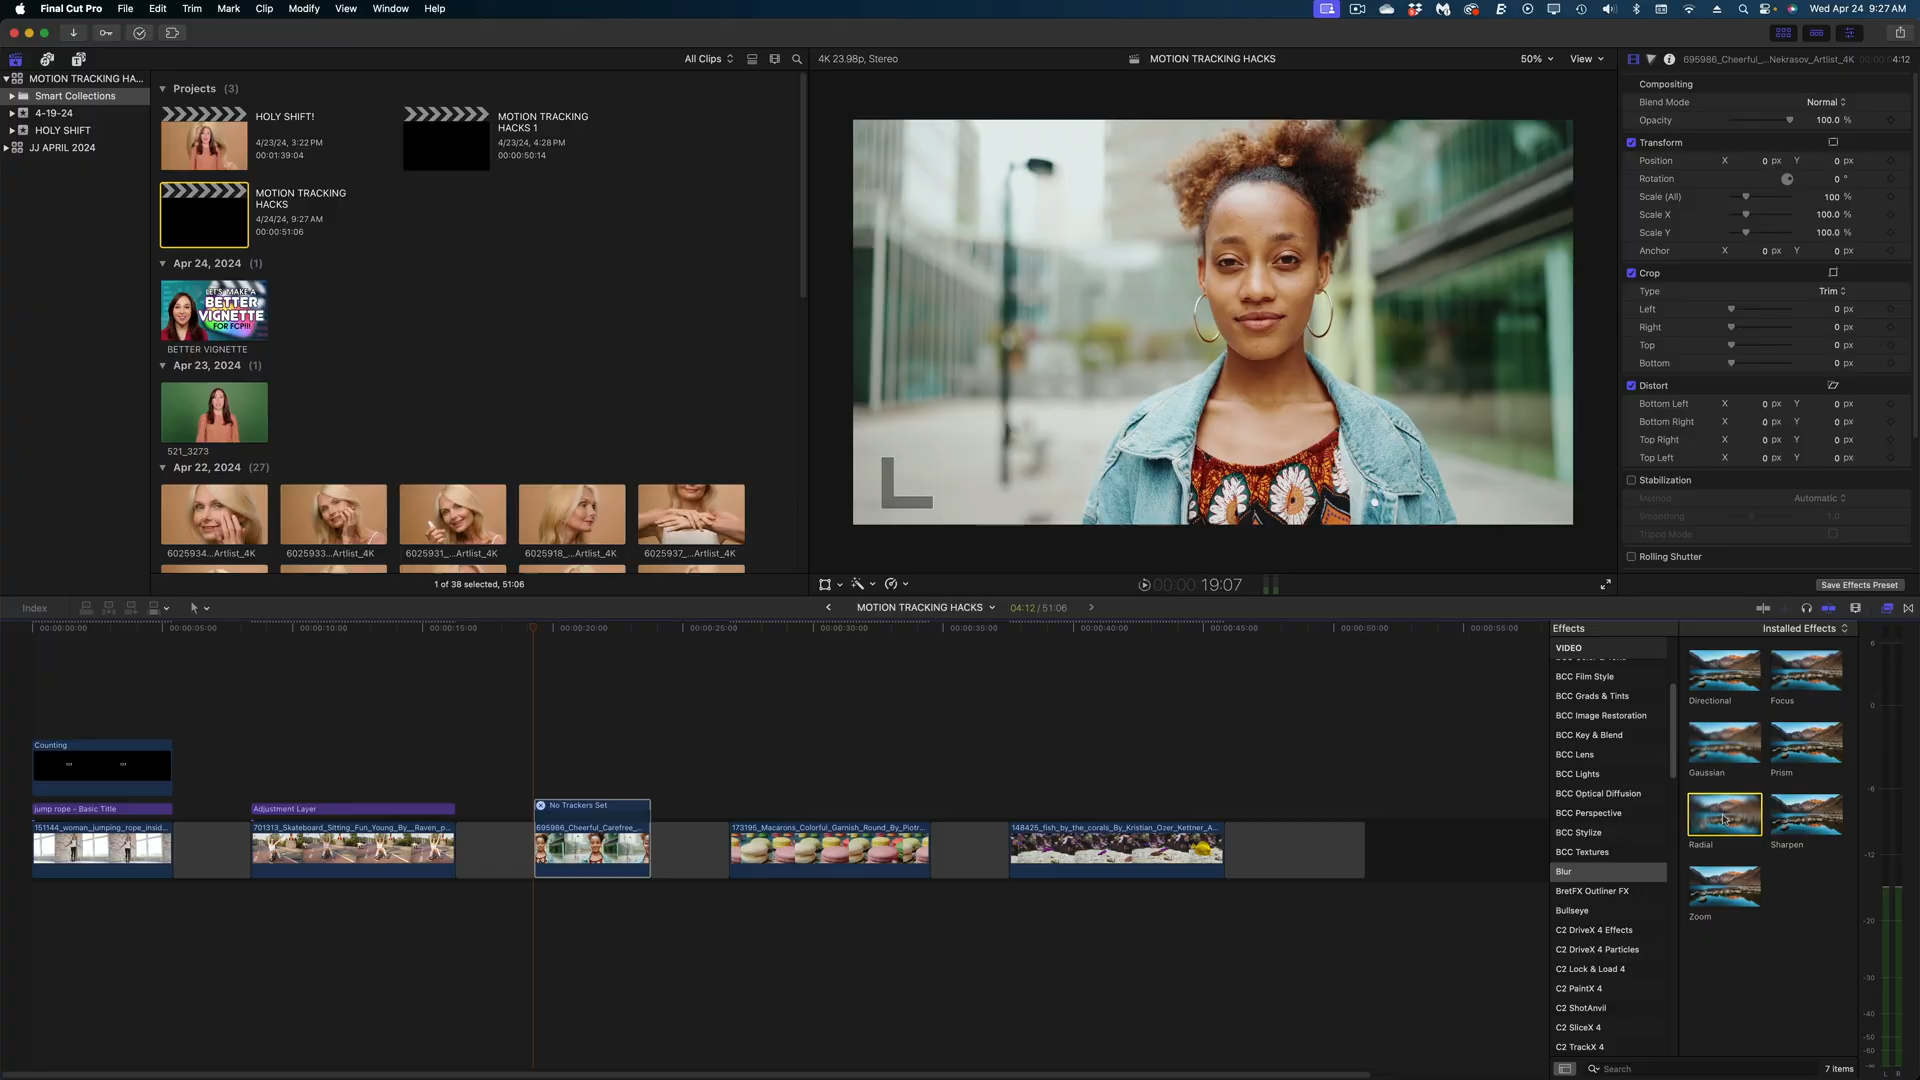 Final Cut Pro File Edit Trim Mark Clip Modify View Window Help
Wed Apr 24 9:27 AM
All Clips
4K 23.98p, Stereo
MOTION TRACKING HACKS
50% View
695986_Cheerful_...Nekrasov_Artlist_4K
4:12
MOTION TRACKING HA...
Smart Collections
4-19-24
HOLY SHIFT
JJ APRIL 2024
Projects (3)
HOLY SHIFT!
4/23/24, 3:22 PM
00:01:39:04
MOTION TRACKING
HACKS 1
4/23/24, 4:28 PM
00:00:50:14
MOTION TRACKING
HACKS
4/24/24, 9:27 AM
00:00:51:06
Apr 24, 2024 (1)
LET'S MAKE A
BETTER
VIGNETTE
FOR FCP!!!
BETTER VIGNETTE
Apr 23, 2024 (1)
521_3273
Apr 22, 2024 (27)
6025934...Artlist_4K
6025933...Artlist_4K
6025931_...Artlist_4K
6025918_...Artlist_4K
6025937_...Artlist_4K
1 of 38 selected, 51:06
19:07
Compositing
Blend Mode Normal
Opacity 100.0 %
Transform
Position X 0 px Y 0 px
Rotation 0 °
Scale (All) 100 %
Scale X 100.0 %
Scale Y 100.0 %
Anchor X 0 px Y 0 px
Crop
Type Trim
Left 0 px
Right 0 px
Top 0 px
Bottom 0 px
Distort
Bottom Left X 0 px Y 0 px
Bottom Right X 0 px Y 0 px
Top Right X 0 px Y 0 px
Top Left X 0 px Y 0 px
Stabilization
Method Automatic
Smoothing 1.0
Tripod Mode
Rolling Shutter
Save Effects Preset
Index
MOTION TRACKING HACKS
04:12 / 51:06
00:00:00:00 00:00:05:00 00:00:10:00 00:00:15:00 00:00:20:00 00:00:25:00 00:00:30:00 00:00:35:00 00:00:40:00 00:00:45:00 00:00:50:00 00:00:55:00
Counting
jump rope - Basic Title
Adjustment Layer
No Trackers Set
151144_woman_jumping_rope_insid...
701313_Skateboard_Sitting_Fun_Young_By__Raven_p...
695986_Cheerful_Carefree_...
173195_Macarons_Colorful_Garnish_Round_By_Piotr...
148425_fish_by_the_corals_By_Kristian_Ozer_Kettner_A...
Effects
Installed Effects
VIDEO
BCC Film Style
BCC Grads & Tints
BCC Image Restoration
BCC Key & Blend
BCC Lens
BCC Lights
BCC Optical Diffusion
BCC Perspective
BCC Stylize
BCC Textures
Blur
BretFX Outliner FX
Bullseye
C2 DriveX 4 Effects
C2 DriveX 4 Particles
C2 Lock & Load 4
C2 PaintX 4
C2 ShotAnvil
C2 SliceX 4
C2 TrackX 4
Directional
Focus
Gaussian
Prism
Radial
Sharpen
Zoom
Search
7 items
6
0
-6
-12
-20
-30
-40
-50
-60
L R